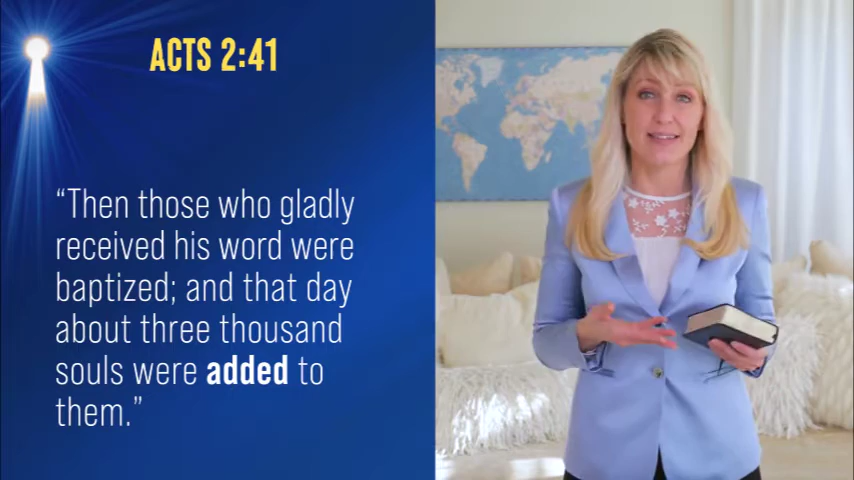 ACTS 2:41
“Then those who gladly
received his word were
baptized; and that day
about three thousand
souls were added to
them.”